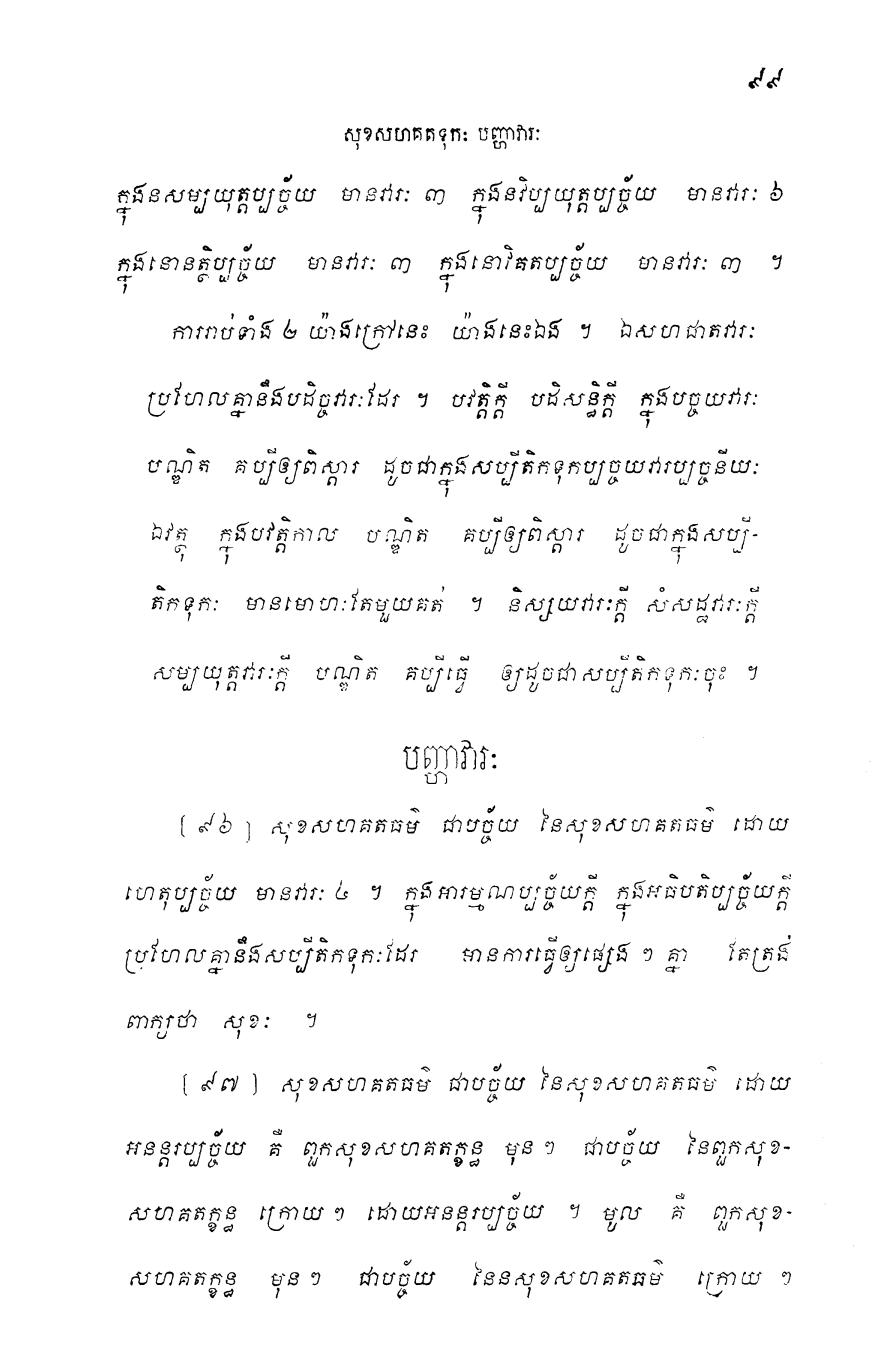 ៩៩
សុខសហគតទុកៈ បញ្ហាវារៈ
ក្នុងនសម្បយុត្តប្បច្ច័យ មានវារៈ ៣ ក្នុងនវិប្បយុត្តប្បច្ច័យ មានវារៈ ៦
ក្នុងនោនត្ថិប្បច្ច័យ មានវារៈ ៣ ក្នុងនោវិគតប្បច្ច័យ មានវារៈ ៣ ។
ការរាប់ទាំង ២ យ៉ាងក្រៅនេះ យ៉ាងនេះឯង ។ ឯសហជាតវារៈ
ប្រហែលគ្នានឹងបដិច្ចវារៈដែរ ។ បវត្តិក្តី បដិសន្ធិក្តី ក្នុងបច្ចយវារៈ
បណ្ឌិត គប្បីឲ្យពិស្តារ ដូចជាក្នុងសប្បីតិកទុកប្បច្ចយវារប្បច្ចនីយៈ
ឯវត្ថុ ក្នុងបវត្តិកាល បណ្ឌិត គប្បីឲ្យពិស្តារ ដូចជាក្នុងសប្បី-
តិកទុកៈ មានមោហៈតែមួយគត់ ។ និស្សយវារៈក្តី សំសដ្ឋវារៈក្តី
សម្បយុត្តវារៈក្តី បណ្ឌិត គប្បីធ្វើ ឲ្យដូចជាសប្បីតិកទុកៈចុះ ។
បញ្ហាវារៈ
[ ៩៦ ] សុខសហគតធម៌ ជាបច្ច័យ នៃសុខសហគតធម៌ ដោយ
ហេតុប្បច្ច័យ មានវារៈ ៤ ។ ក្នុងអារម្មណប្បច្ច័យក្តី ក្នុងអធិបតិប្បច្ច័យក្តី
ប្រហែលគ្នានឹងសប្បីតិកទុកៈដែរ មានការធ្វើឲ្យផ្សេង ៗ គ្នា តែត្រង់
ពាក្យថា សុខៈ ។
[ ៩៧ ] សុខសហគតធម៌ ជាបច្ច័យ នៃសុខសហគតធម៌ ដោយ
អនន្តរប្បច្ច័យ គឺ ពួកសុខសហគតក្ខន្ធ មុន ៗ ជាបច្ច័យ នៃពួកសុខ-
សហគតក្ខន្ធ ក្រោយ ៗ ដោយអនន្តរប្បច្ច័យ ។ មូល គឺ ពួកសុខ-
សហគតក្ខន្ធ មុន ៗ ជាបច្ច័យ នៃនសុខសហគតធម៌ ក្រោយ ៗ